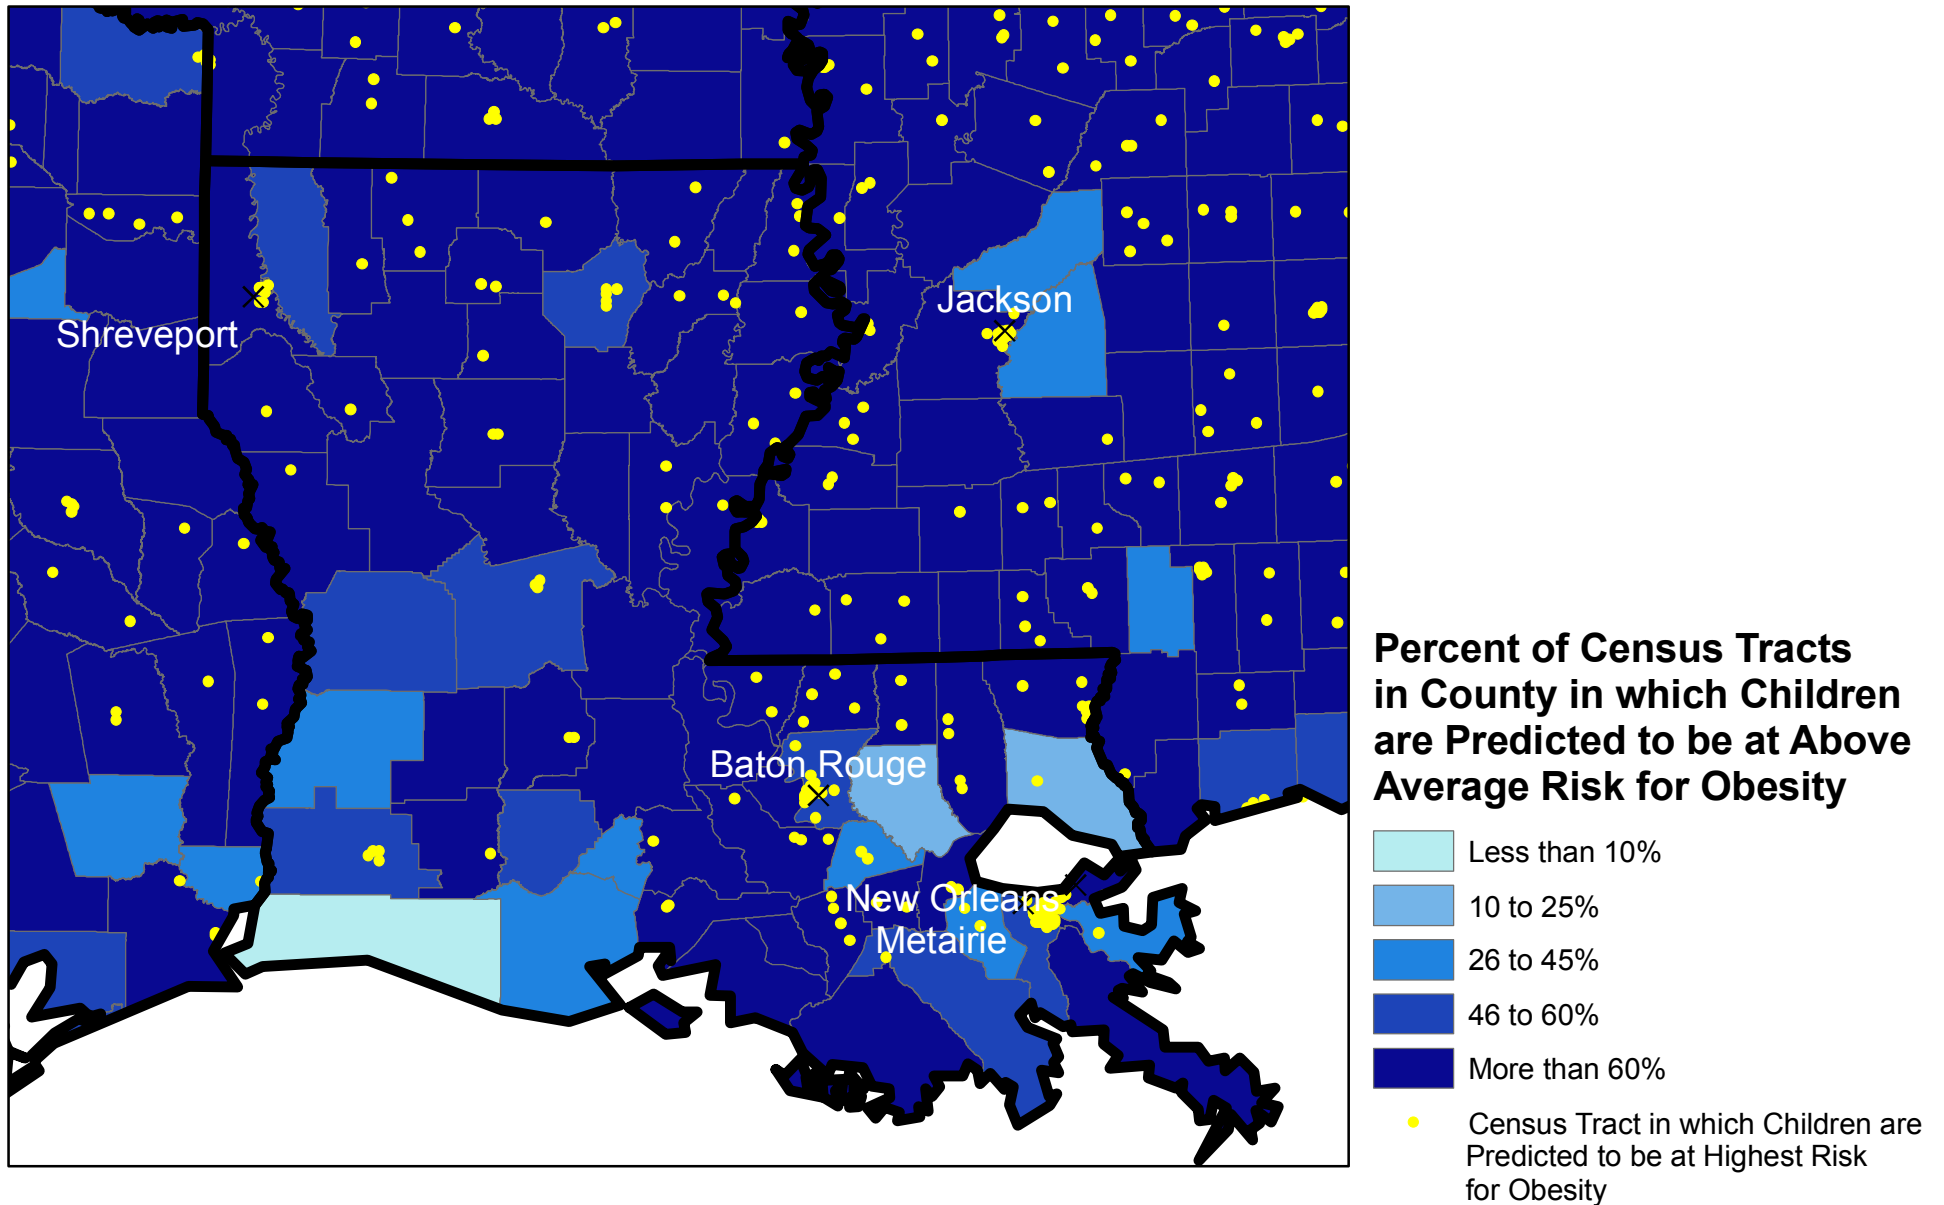 Shreveport
Jackson
Baton Rouge
New Orleans
Metairie
Percent of Census Tracts
in County in which Children
are Predicted to be at Above
Average Risk for Obesity
Less than 10%
10 to 25%
26 to 45%
46 to 60%
More than 60%
Census Tract in which Children are
Predicted to be at Highest Risk
for Obesity